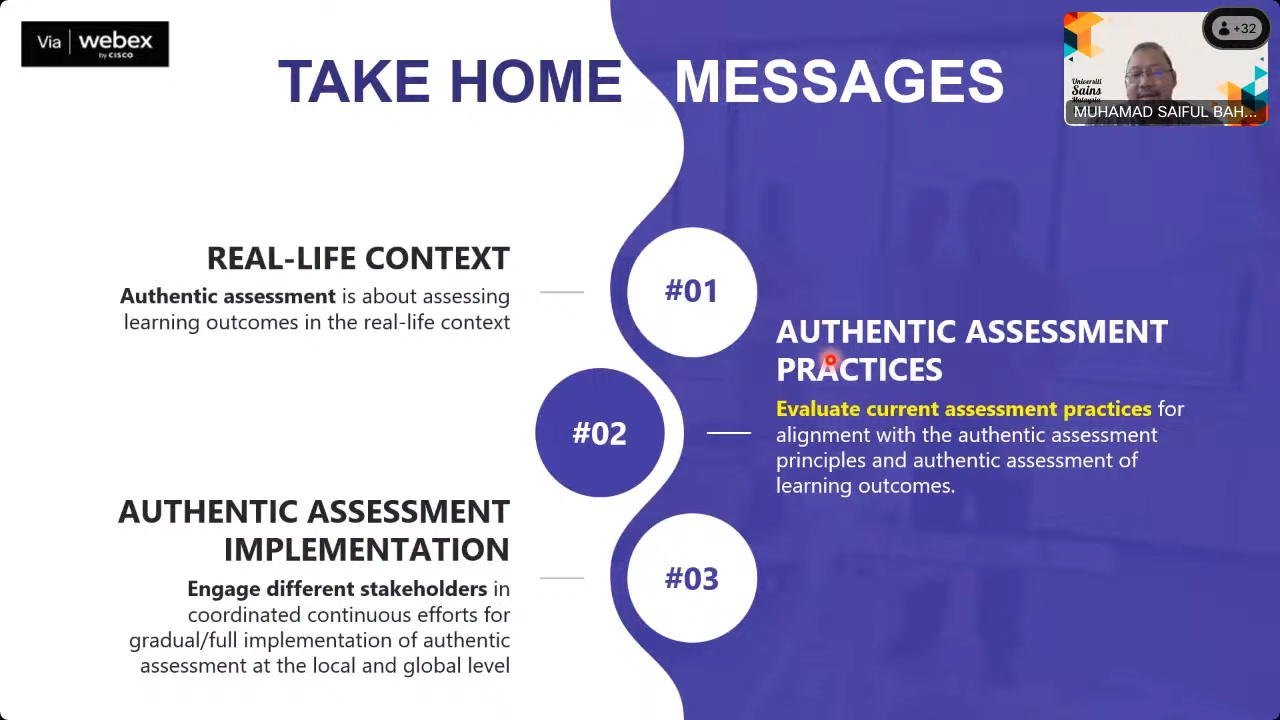 Via webex
by CISCO
TAKE HOME MESSAGES
+32
Universiti
Sains
Malaysia
MUHAMAD SAIFUL BAH...
REAL-LIFE CONTEXT
Authentic assessment is about assessing
learning outcomes in the real-life context
#01
AUTHENTIC ASSESSMENT
PRACTICES
Evaluate current assessment practices for
alignment with the authentic assessment
principles and authentic assessment of
learning outcomes.
#02
AUTHENTIC ASSESSMENT
IMPLEMENTATION
Engage different stakeholders in
coordinated continuous efforts for
gradual/full implementation of authentic
assessment at the local and global level
#03